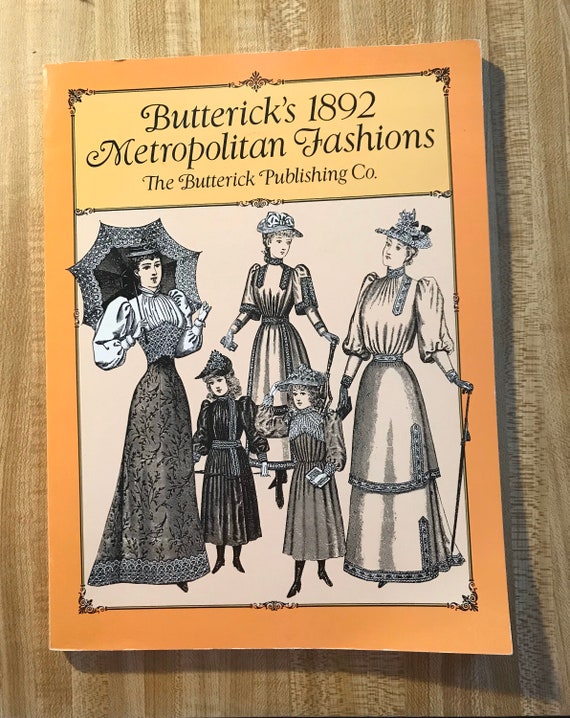 Butterick's 1892
Metropolitan Fashions
The Butterick Publishing Co.